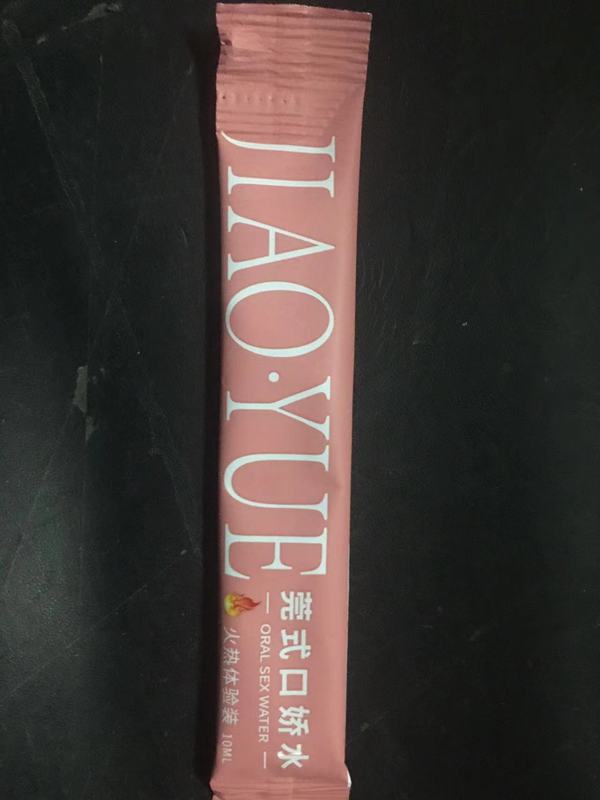 JIAO·YUE
莞式口娇水
— ORAL SEX WATER —
火热体验装 10ML